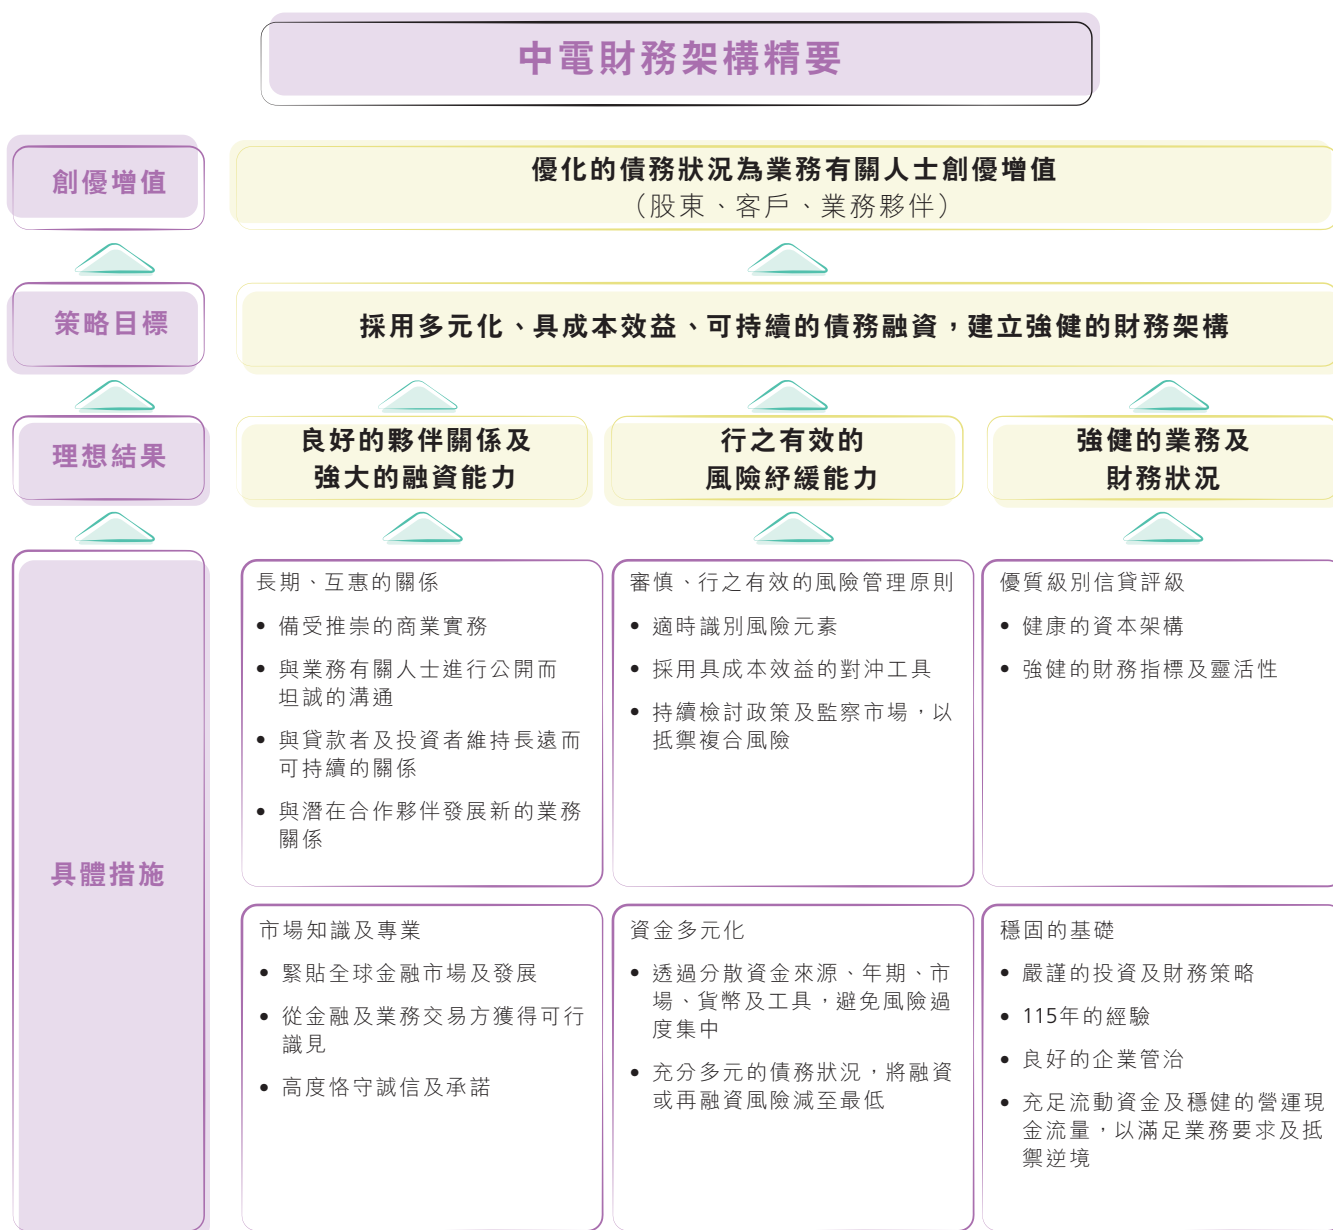 中電財務架構精要
創優增值
優化的債務狀況為業務有關人士創優增值
（股東、客戶、業務夥伴）
策略目標
採用多元化、具成本效益、可持續的債務融資，建立強健的財務架構
理想結果
良好的夥伴關係及
強大的融資能力
行之有效的
風險紓緩能力
強健的業務及
財務狀況
具體措施
長期、互惠的關係
• 備受推崇的商業實務
• 與業務有關人士進行公開而
坦誠的溝通
• 與貸款者及投資者維持長遠而
可持續的關係
• 與潛在合作夥伴發展新的業務
關係
審慎、行之有效的風險管理原則
• 適時識別風險元素
• 採用具成本效益的對沖工具
• 持續檢討政策及監察市場，以
抵禦複合風險
優質級別信貸評級
• 健康的資本架構
• 強健的財務指標及靈活性
市場知識及專業
• 緊貼全球金融市場及發展
• 從金融及業務交易方獲得可行
識見
• 高度恪守誠信及承諾
資金多元化
• 透過分散資金來源、年期、市
場、貨幣及工具，避免風險過
度集中
• 充分多元的債務狀況，將融資
或再融資風險減至最低
穩固的基礎
• 嚴謹的投資及財務策略
• 115年的經驗
• 良好的企業管治
• 充足流動資金及穩健的營運現
金流量，以滿足業務要求及抵
禦逆境